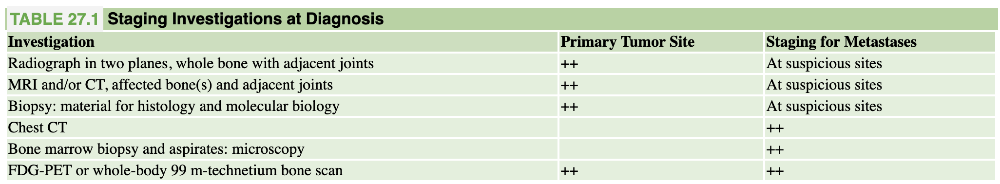 TABLE 27.1 Staging Investigations at Diagnosis
Investigation Primary Tumor Site Staging for Metastases
Radiograph in two planes, whole bone with adjacent joints ++ At suspicious sites
MRI and/or CT, affected bone(s) and adjacent joints ++ At suspicious sites
Biopsy: material for histology and molecular biology ++ At suspicious sites
Chest CT ++
Bone marrow biopsy and aspirates: microscopy ++
FDG-PET or whole-body 99 m-technetium bone scan ++ ++